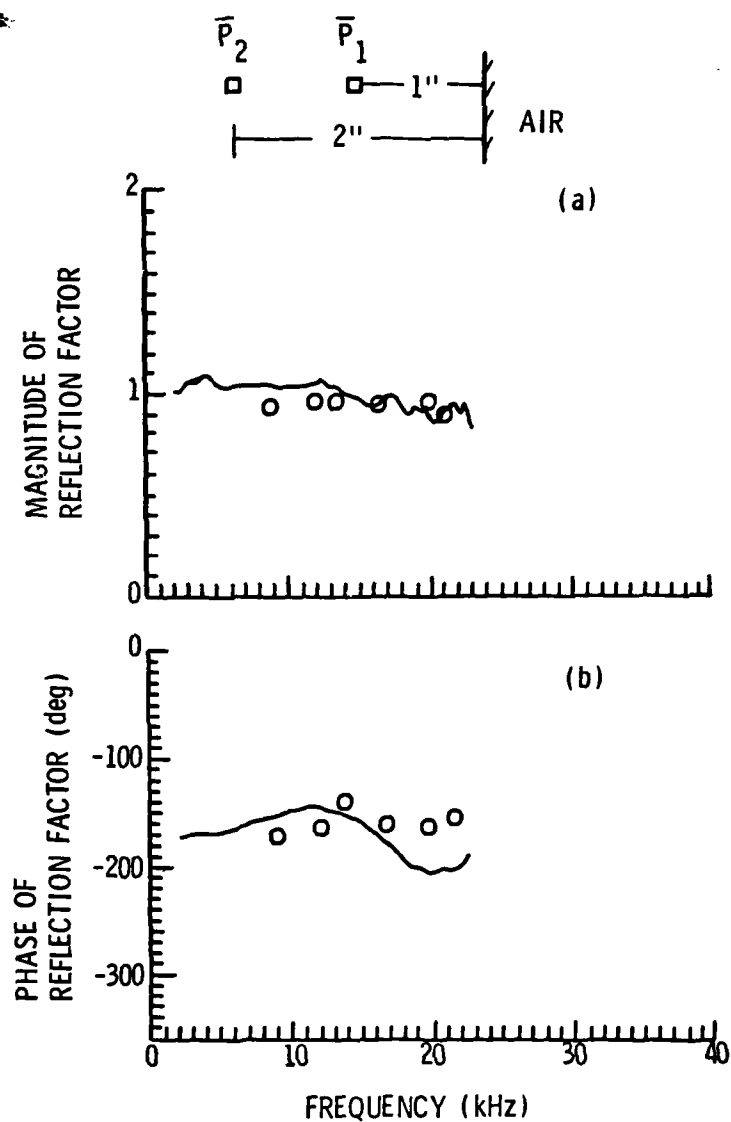 P̅2 P̅1
1"
2" AIR
(a)
2
1
0
MAGNITUDE OF
REFLECTION FACTOR
(b)
0
-100
-200
-300
PHASE OF
REFLECTION FACTOR (deg)
0 10 20 30 40
FREQUENCY (kHz)